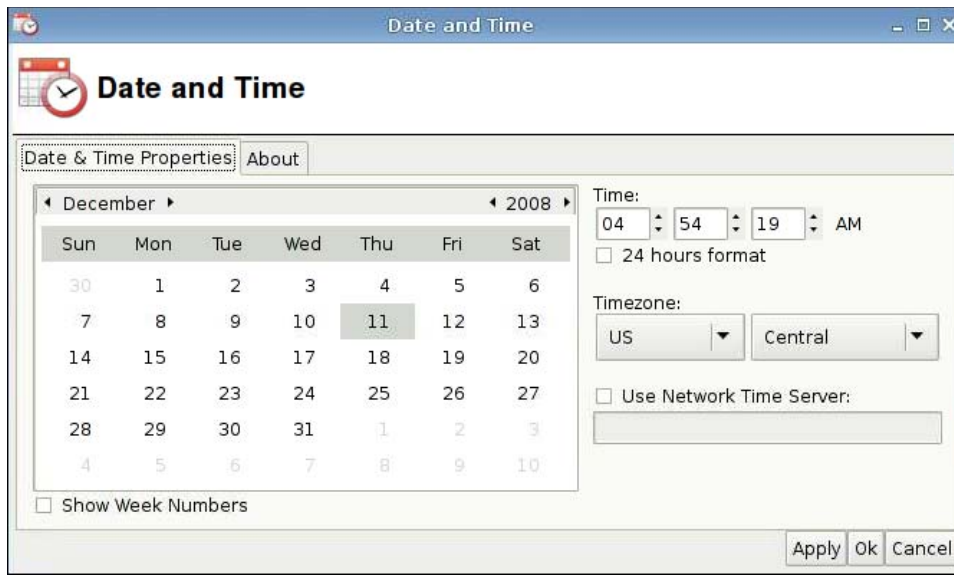 Date and Time
Date and Time
Date & Time Properties About
December 2008
Sun Mon Tue Wed Thu Fri Sat
30 1 2 3 4 5 6
7 8 9 10 11 12 13
14 15 16 17 18 19 20
21 22 23 24 25 26 27
28 29 30 31 1 2 3
4 5 6 7 8 9 10
Show Week Numbers
Time:
04 54 19 AM
24 hours format
Timezone:
US Central
Use Network Time Server:
Apply Ok Cancel